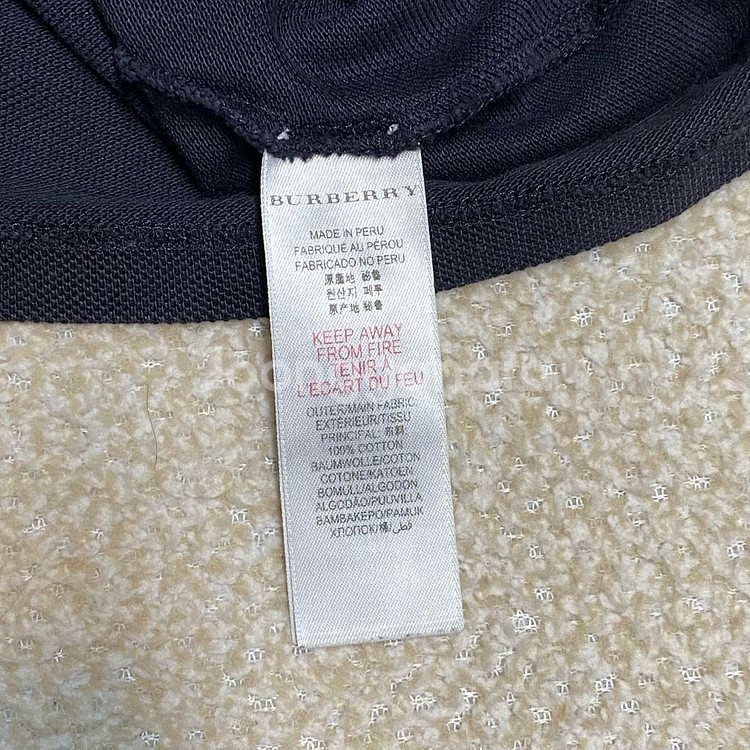 BURBERRY
MADE IN PERU
FABRIQUÉ AU PÉROU
FABRICADO NO PERU
原產地 秘魯
원산지 페루
原产地 秘鲁
KEEP AWAY
FROM FIRE
TENIR À
L'ÉCART DU FEU
OUTER/MAIN FABRIC
EXTÉRIEUR/TISSU
PRINCIPAL: 面料
100% COTTON
BAUMWOLLE/COTON
COTONE/KATOEN
BOMULL/ALGODON
ALGODÃO/PUUVILLA
BAMBAKEPO/PAMUK
ХЛОПОК/棉/قطن